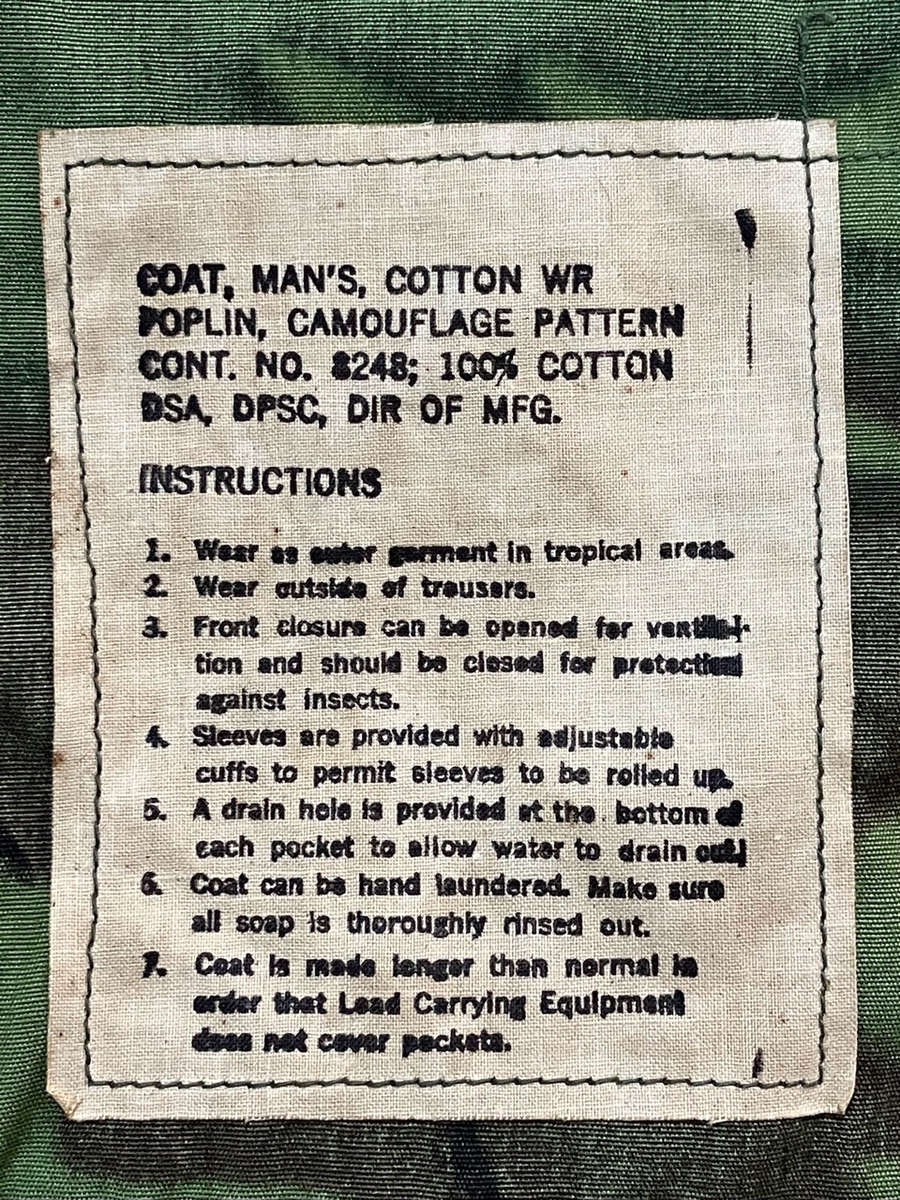 COAT, MAN'S, COTTON WR
POPLIN, CAMOUFLAGE PATTERN
CONT. NO. 8248; 100% COTTON
DSA, DPSC, DIR OF MFG.
INSTRUCTIONS
1. Wear as outer garment in tropical areas.
2. Wear outside of trousers.
3. Front closure can be opened for ventila-
tion and should be closed for protection
against insects.
4. Sleeves are provided with adjustable
cuffs to permit sleeves to be rolled up.
5. A drain hole is provided at the bottom of
each pocket to allow water to drain out.
6. Coat can be hand laundered. Make sure
all soap is thoroughly rinsed out.
7. Coat is made longer than normal in
order that Load Carrying Equipment
does not cover pockets.